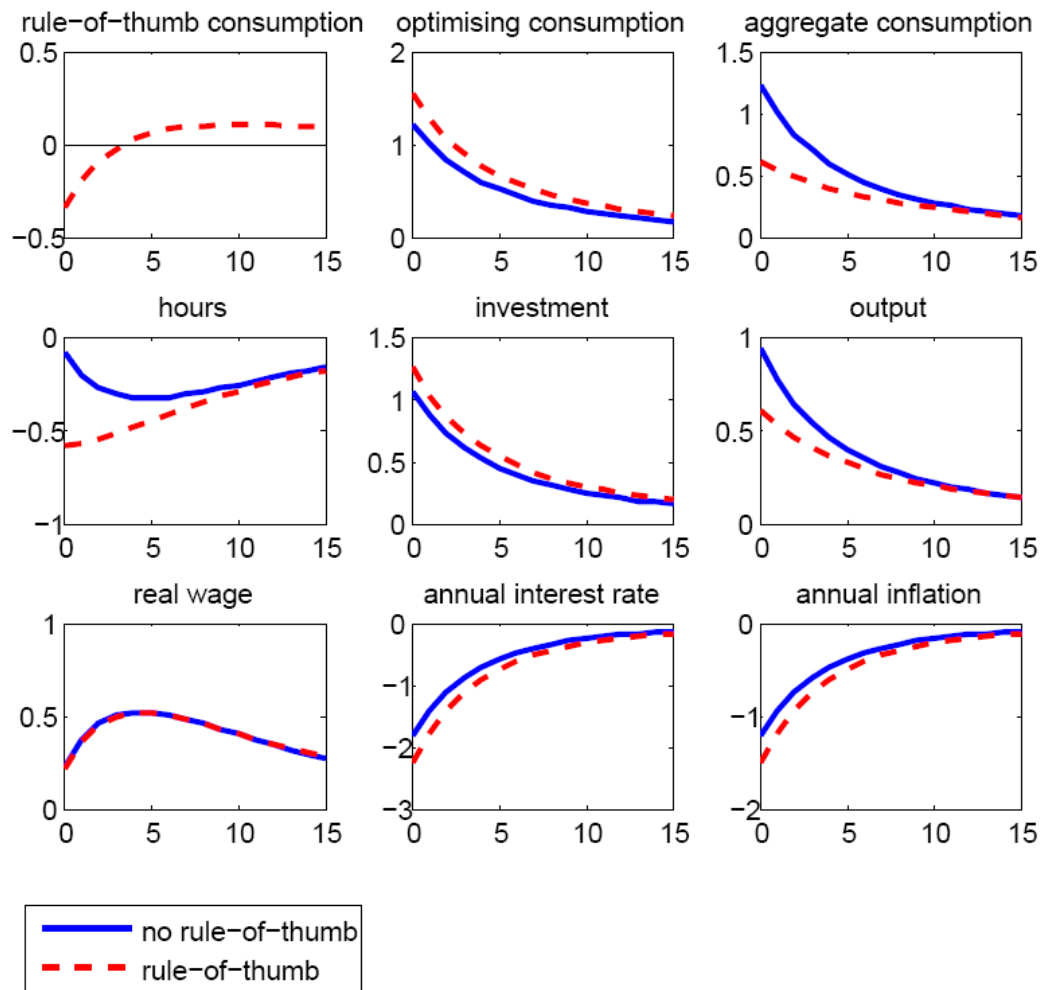 rule-of-thumb consumption
optimising consumption
aggregate consumption
0.5
0
−0.5
0 5 10 15
2
1
0
0 5 10 15
1.5
1
0.5
0
0 5 10 15
hours
investment
output
0
−0.5
−1
0 5 10 15
1.5
1
0.5
0
0 5 10 15
1
0.5
0
0 5 10 15
real wage
annual interest rate
annual inflation
1
0.5
0
0 5 10 15
0
−1
−2
−3
0 5 10 15
0
−1
−2
0 5 10 15
no rule-of-thumb
rule-of-thumb